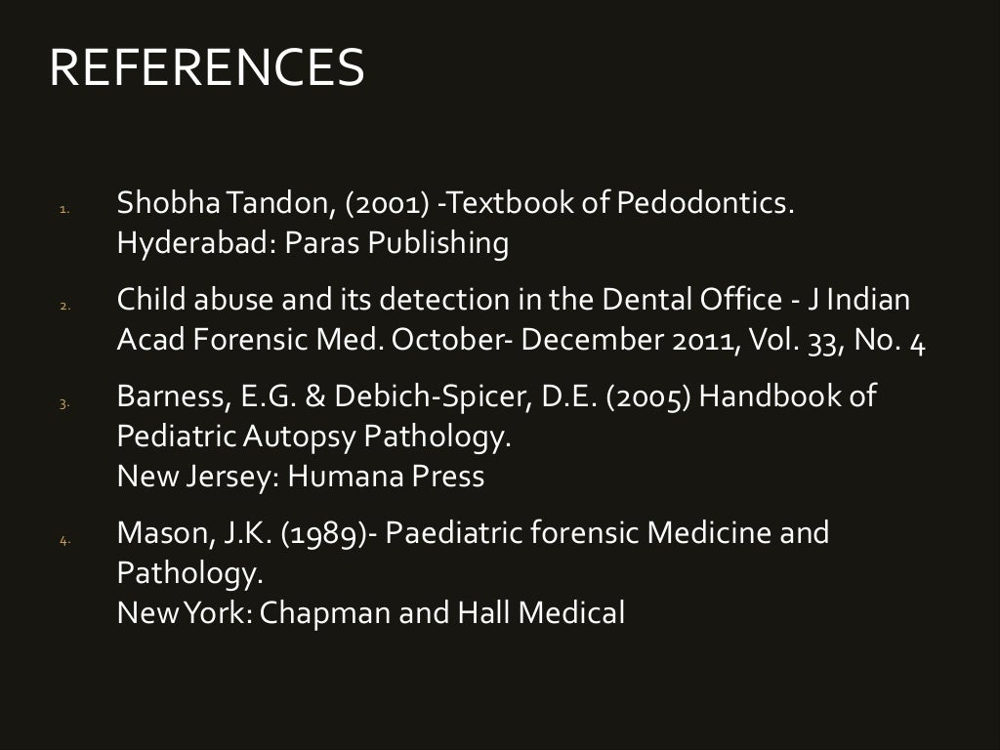 REFERENCES
1. Shobha Tandon, (2001) -Textbook of Pedodontics.
Hyderabad: Paras Publishing
2. Child abuse and its detection in the Dental Office - J Indian
Acad Forensic Med. October- December 2011, Vol. 33, No. 4
3. Barness, E.G. & Debich-Spicer, D.E. (2005) Handbook of
Pediatric Autopsy Pathology.
New Jersey: Humana Press
4. Mason, J.K. (1989)- Paediatric forensic Medicine and
Pathology.
New York: Chapman and Hall Medical